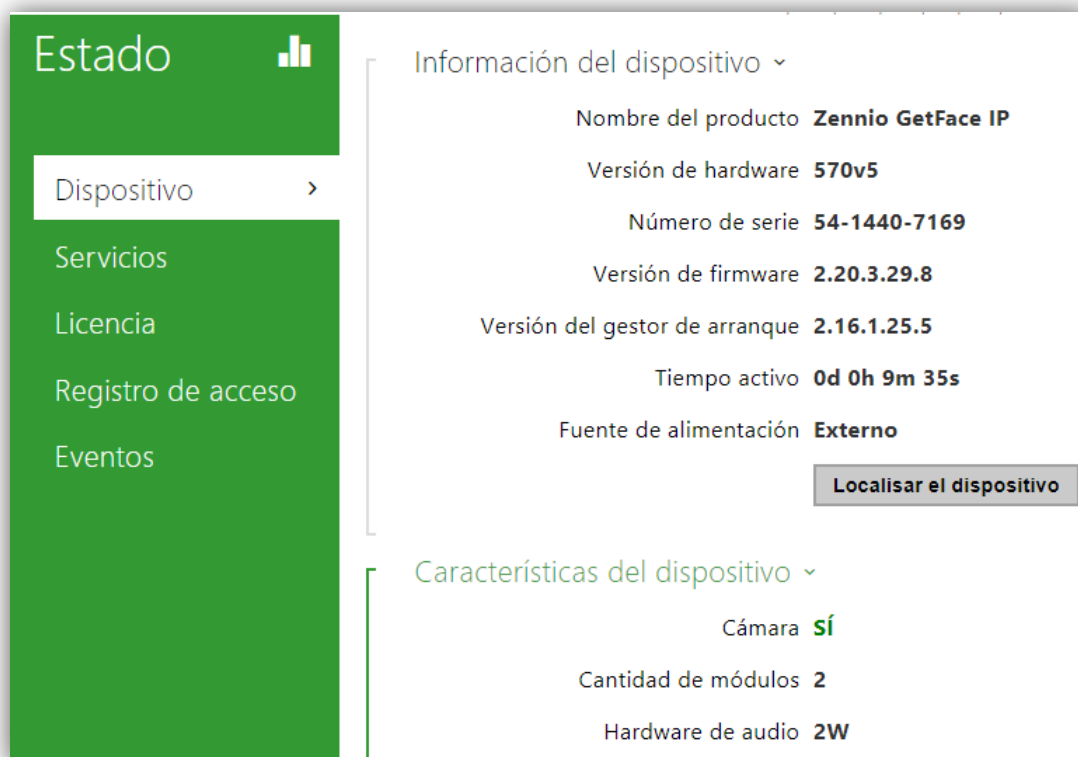 Estado
Dispositivo
Servicios
Licencia
Registro de acceso
Eventos
Información del dispositivo
Nombre del producto Zennio GetFace IP
Versión de hardware 570v5
Número de serie 54-1440-7169
Versión de firmware 2.20.3.29.8
Versión del gestor de arranque 2.16.1.25.5
Tiempo activo 0d 0h 9m 35s
Fuente de alimentación Externo
Localisar el dispositivo
Características del dispositivo
Cámara SÍ
Cantidad de módulos 2
Hardware de audio 2W